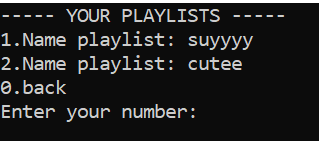 ----- YOUR PLAYLISTS -----
1.Name playlist: suyyyy
2.Name playlist: cutee
0.back
Enter your number: